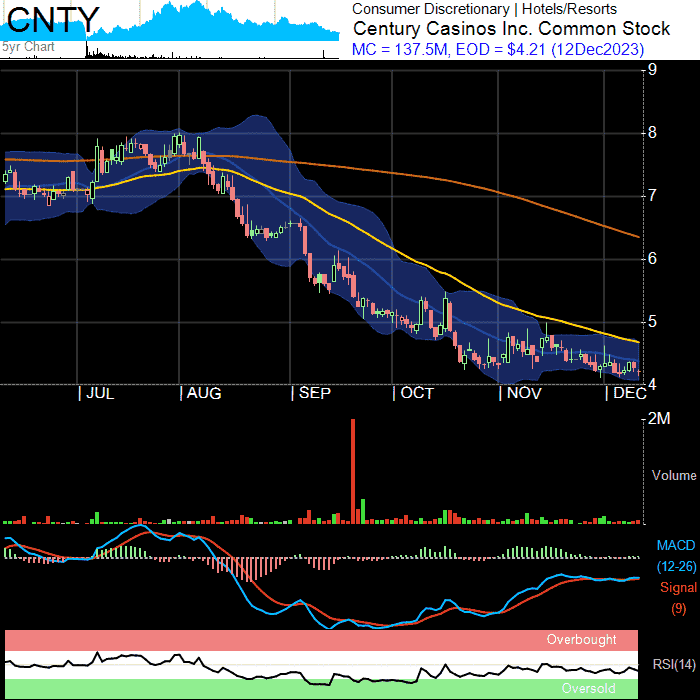 CNTY
5yr Chart
Consumer Discretionary | Hotels/Resorts
Century Casinos Inc. Common Stock
MC = 137.5M, EOD = $4.21 (12Dec2023)
9
8
7
6
5
4
JUL AUG SEP OCT NOV DEC
2M
Volume
MACD
(12-26)
Signal
(9)
Overbought
RSI(14)
Oversold